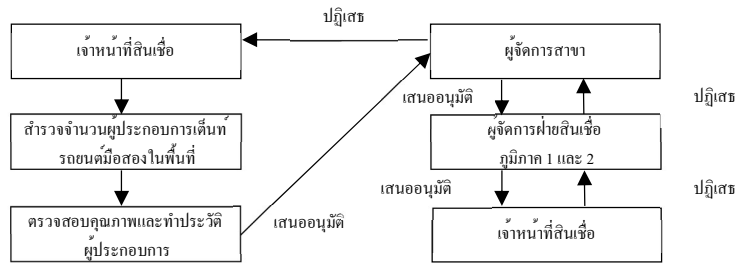 ปฏิเสธ
เจ้าหน้าที่สินเชื่อ
ผู้จัดการสาขา
เสนออนุมัติ
ปฏิเสธ
สำรวจจำนวนผู้ประกอบการเต็นท์
รถยนต์มือสองในพื้นที่
ผู้จัดการฝ่ายสินเชื่อ
ภูมิภาค 1 และ 2
เสนออนุมัติ
ปฏิเสธ
ตรวจสอบคุณภาพและทำประวัติ
ผู้ประกอบการ
เสนออนุมัติ
เจ้าหน้าที่สินเชื่อ